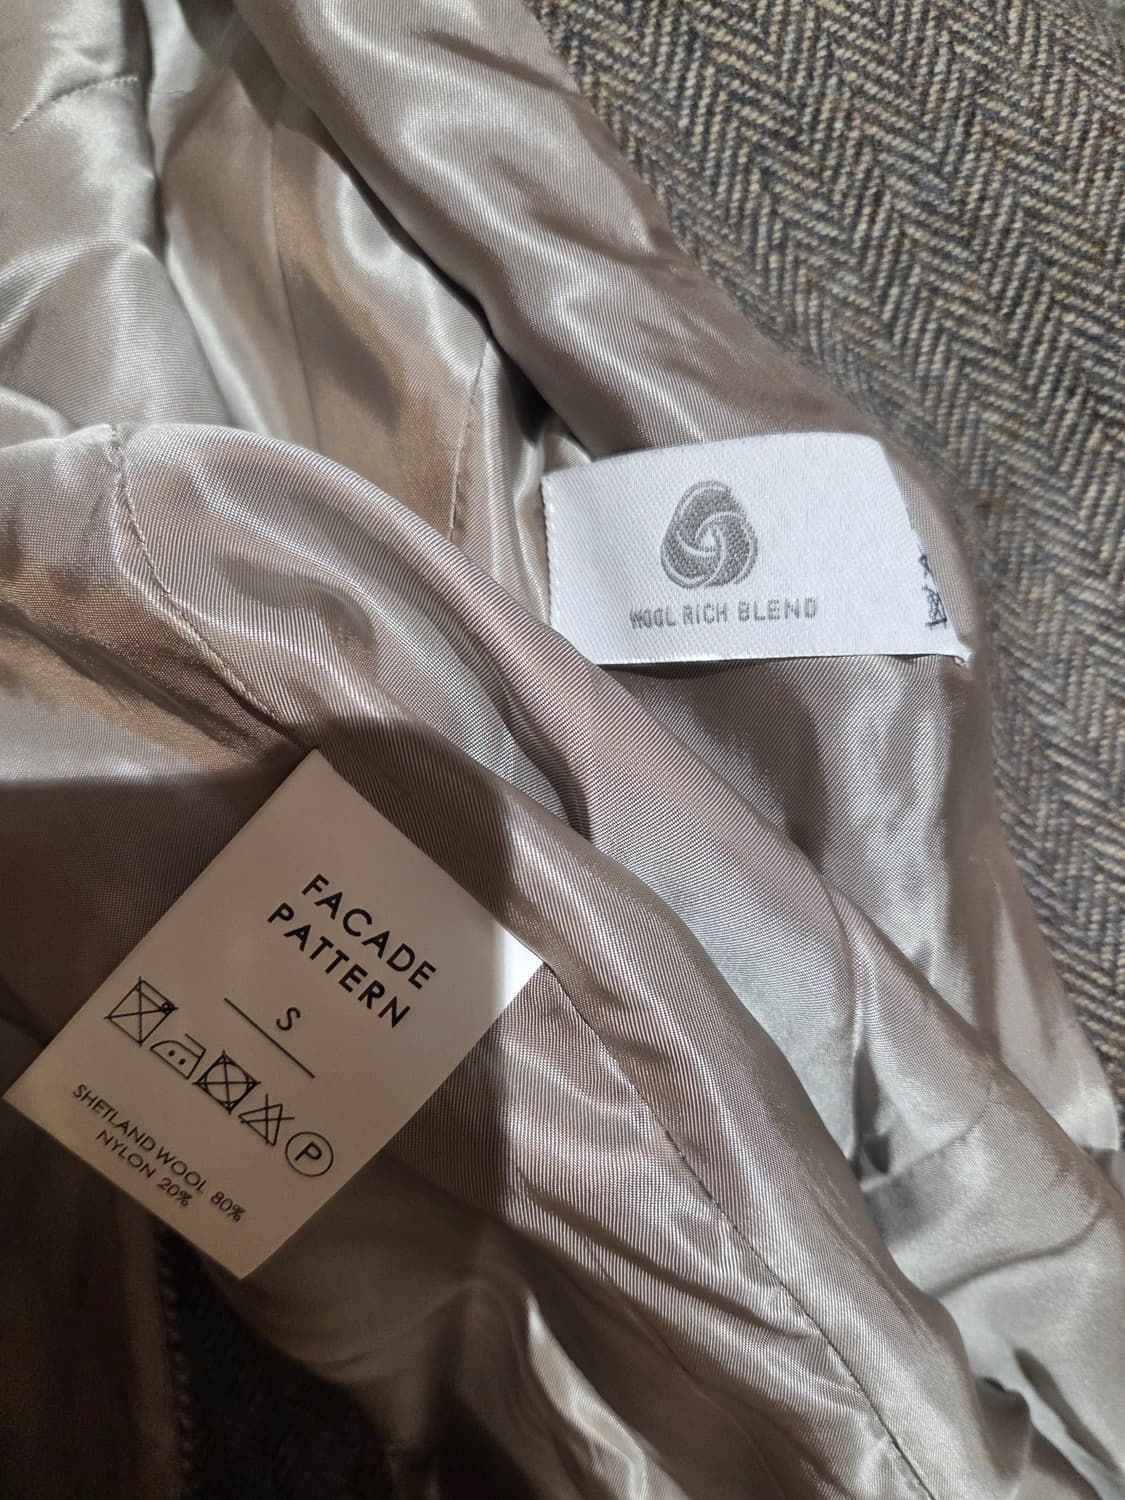 WOOL RICH BLEND
FACADE
PATTERN
S
P
SHETLAND WOOL 80%
NYLON 20%